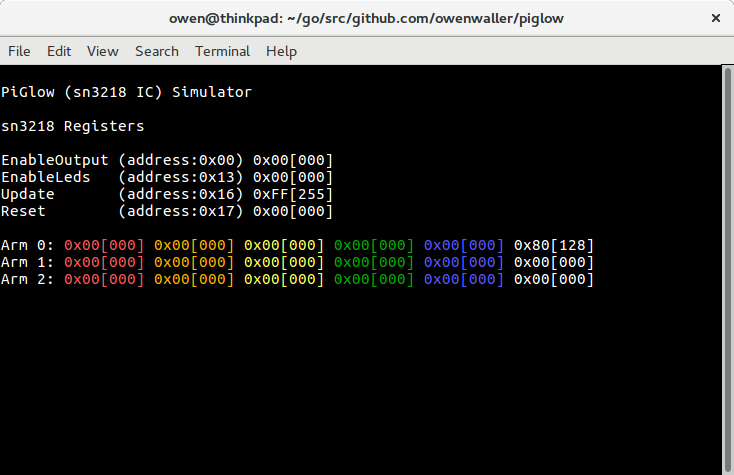 owen@thinkpad: ~/go/src/github.com/owenwaller/piglow ×
File Edit View Search Terminal Help
PiGlow (sn3218 IC) Simulator
sn3218 Registers
EnableOutput (address:0x00) 0x00[000]
EnableLeds   (address:0x13) 0x00[000]
Update       (address:0x16) 0xFF[255]
Reset        (address:0x17) 0x00[000]
Arm 0: 0x00[000] 0x00[000] 0x00[000] 0x00[000] 0x00[000] 0x80[128]
Arm 1: 0x00[000] 0x00[000] 0x00[000] 0x00[000] 0x00[000] 0x00[000]
Arm 2: 0x00[000] 0x00[000] 0x00[000] 0x00[000] 0x00[000] 0x00[000]